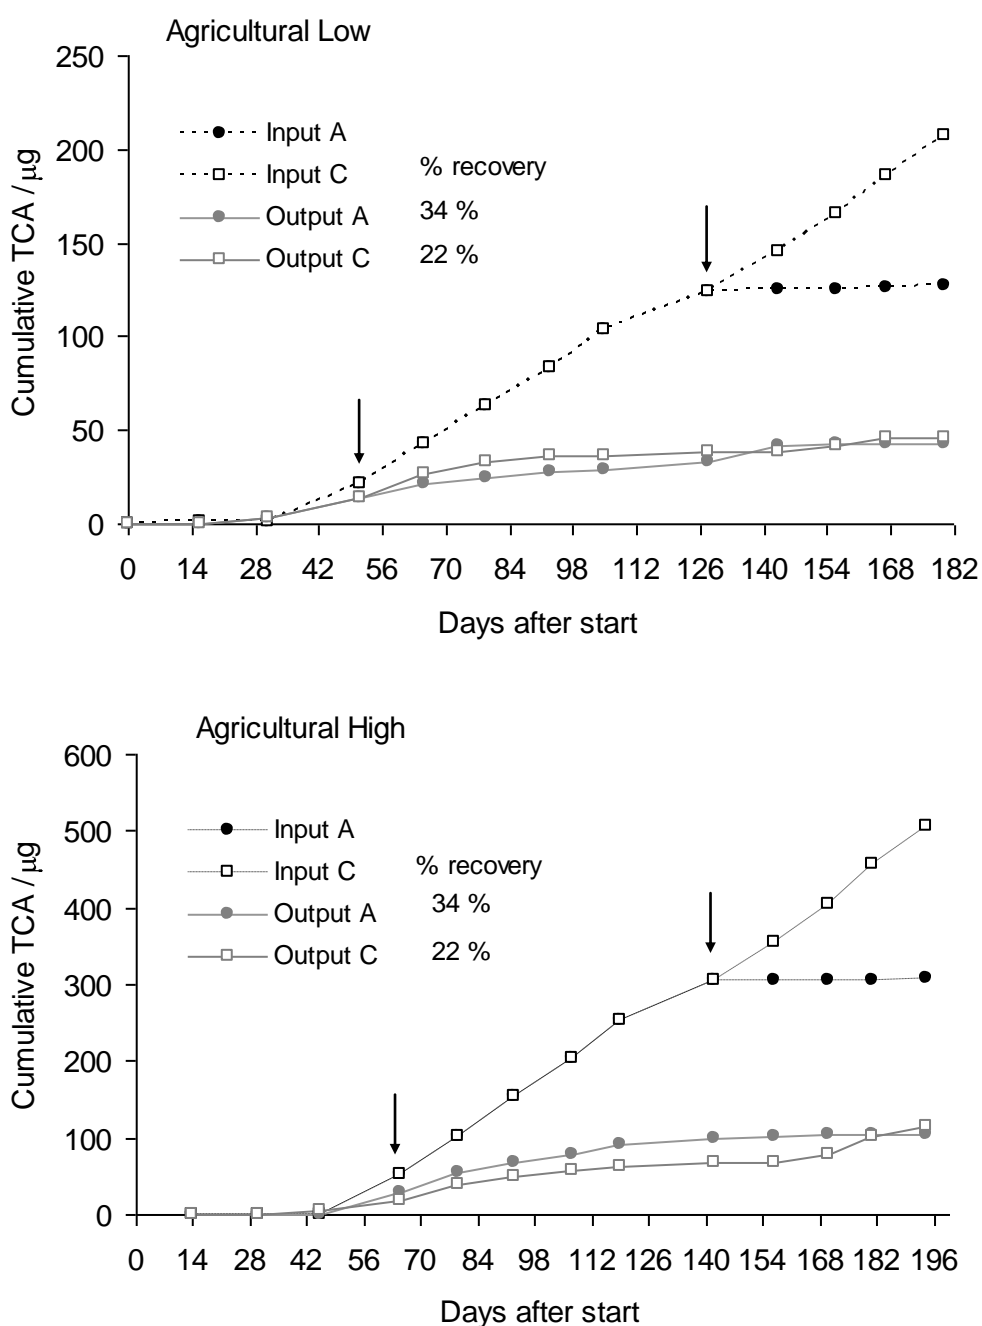 Agricultural Low
250
200
150
100
50
0
Cumulative TCA / μg
Input A
Input C
% recovery
Output A 34 %
Output C 22 %
0 14 28 42 56 70 84 98 112 126 140 154 168 182
Days after start
Agricultural High
600
500
400
300
200
100
0
Cumulative TCA / μg
Input A
Input C
% recovery
Output A 34 %
Output C 22 %
0 14 28 42 56 70 84 98 112 126 140 154 168 182 196
Days after start